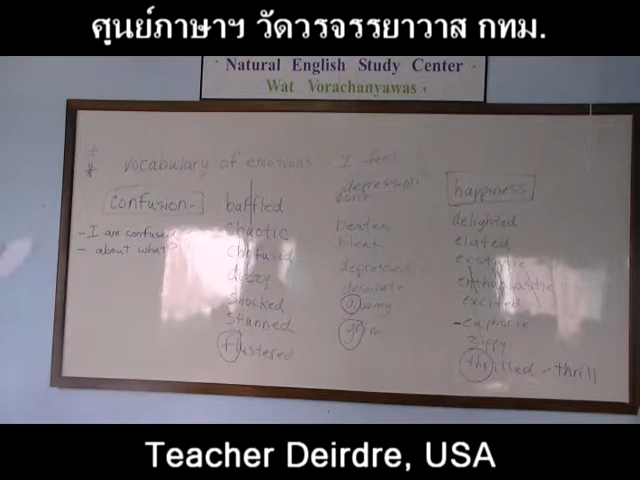 ศูนย์ภาษาฯ วัดวรจรรยาวาส กทม.
Natural English Study Center
Wat Vorachanyawas
vocabulary of emotions - I feel
confusion-
- I am confused
- about what?
baffled
chaotic
confused
dizzy
shocked
stanned
flustered
depression
beaten
bleak
depressed
desolate
gloomy
grim
happiness
delighted
elated
ecstatic
enthusiastic
excited
-euphoric
zippy
thrilled -> thrill
Teacher Deirdre, USA